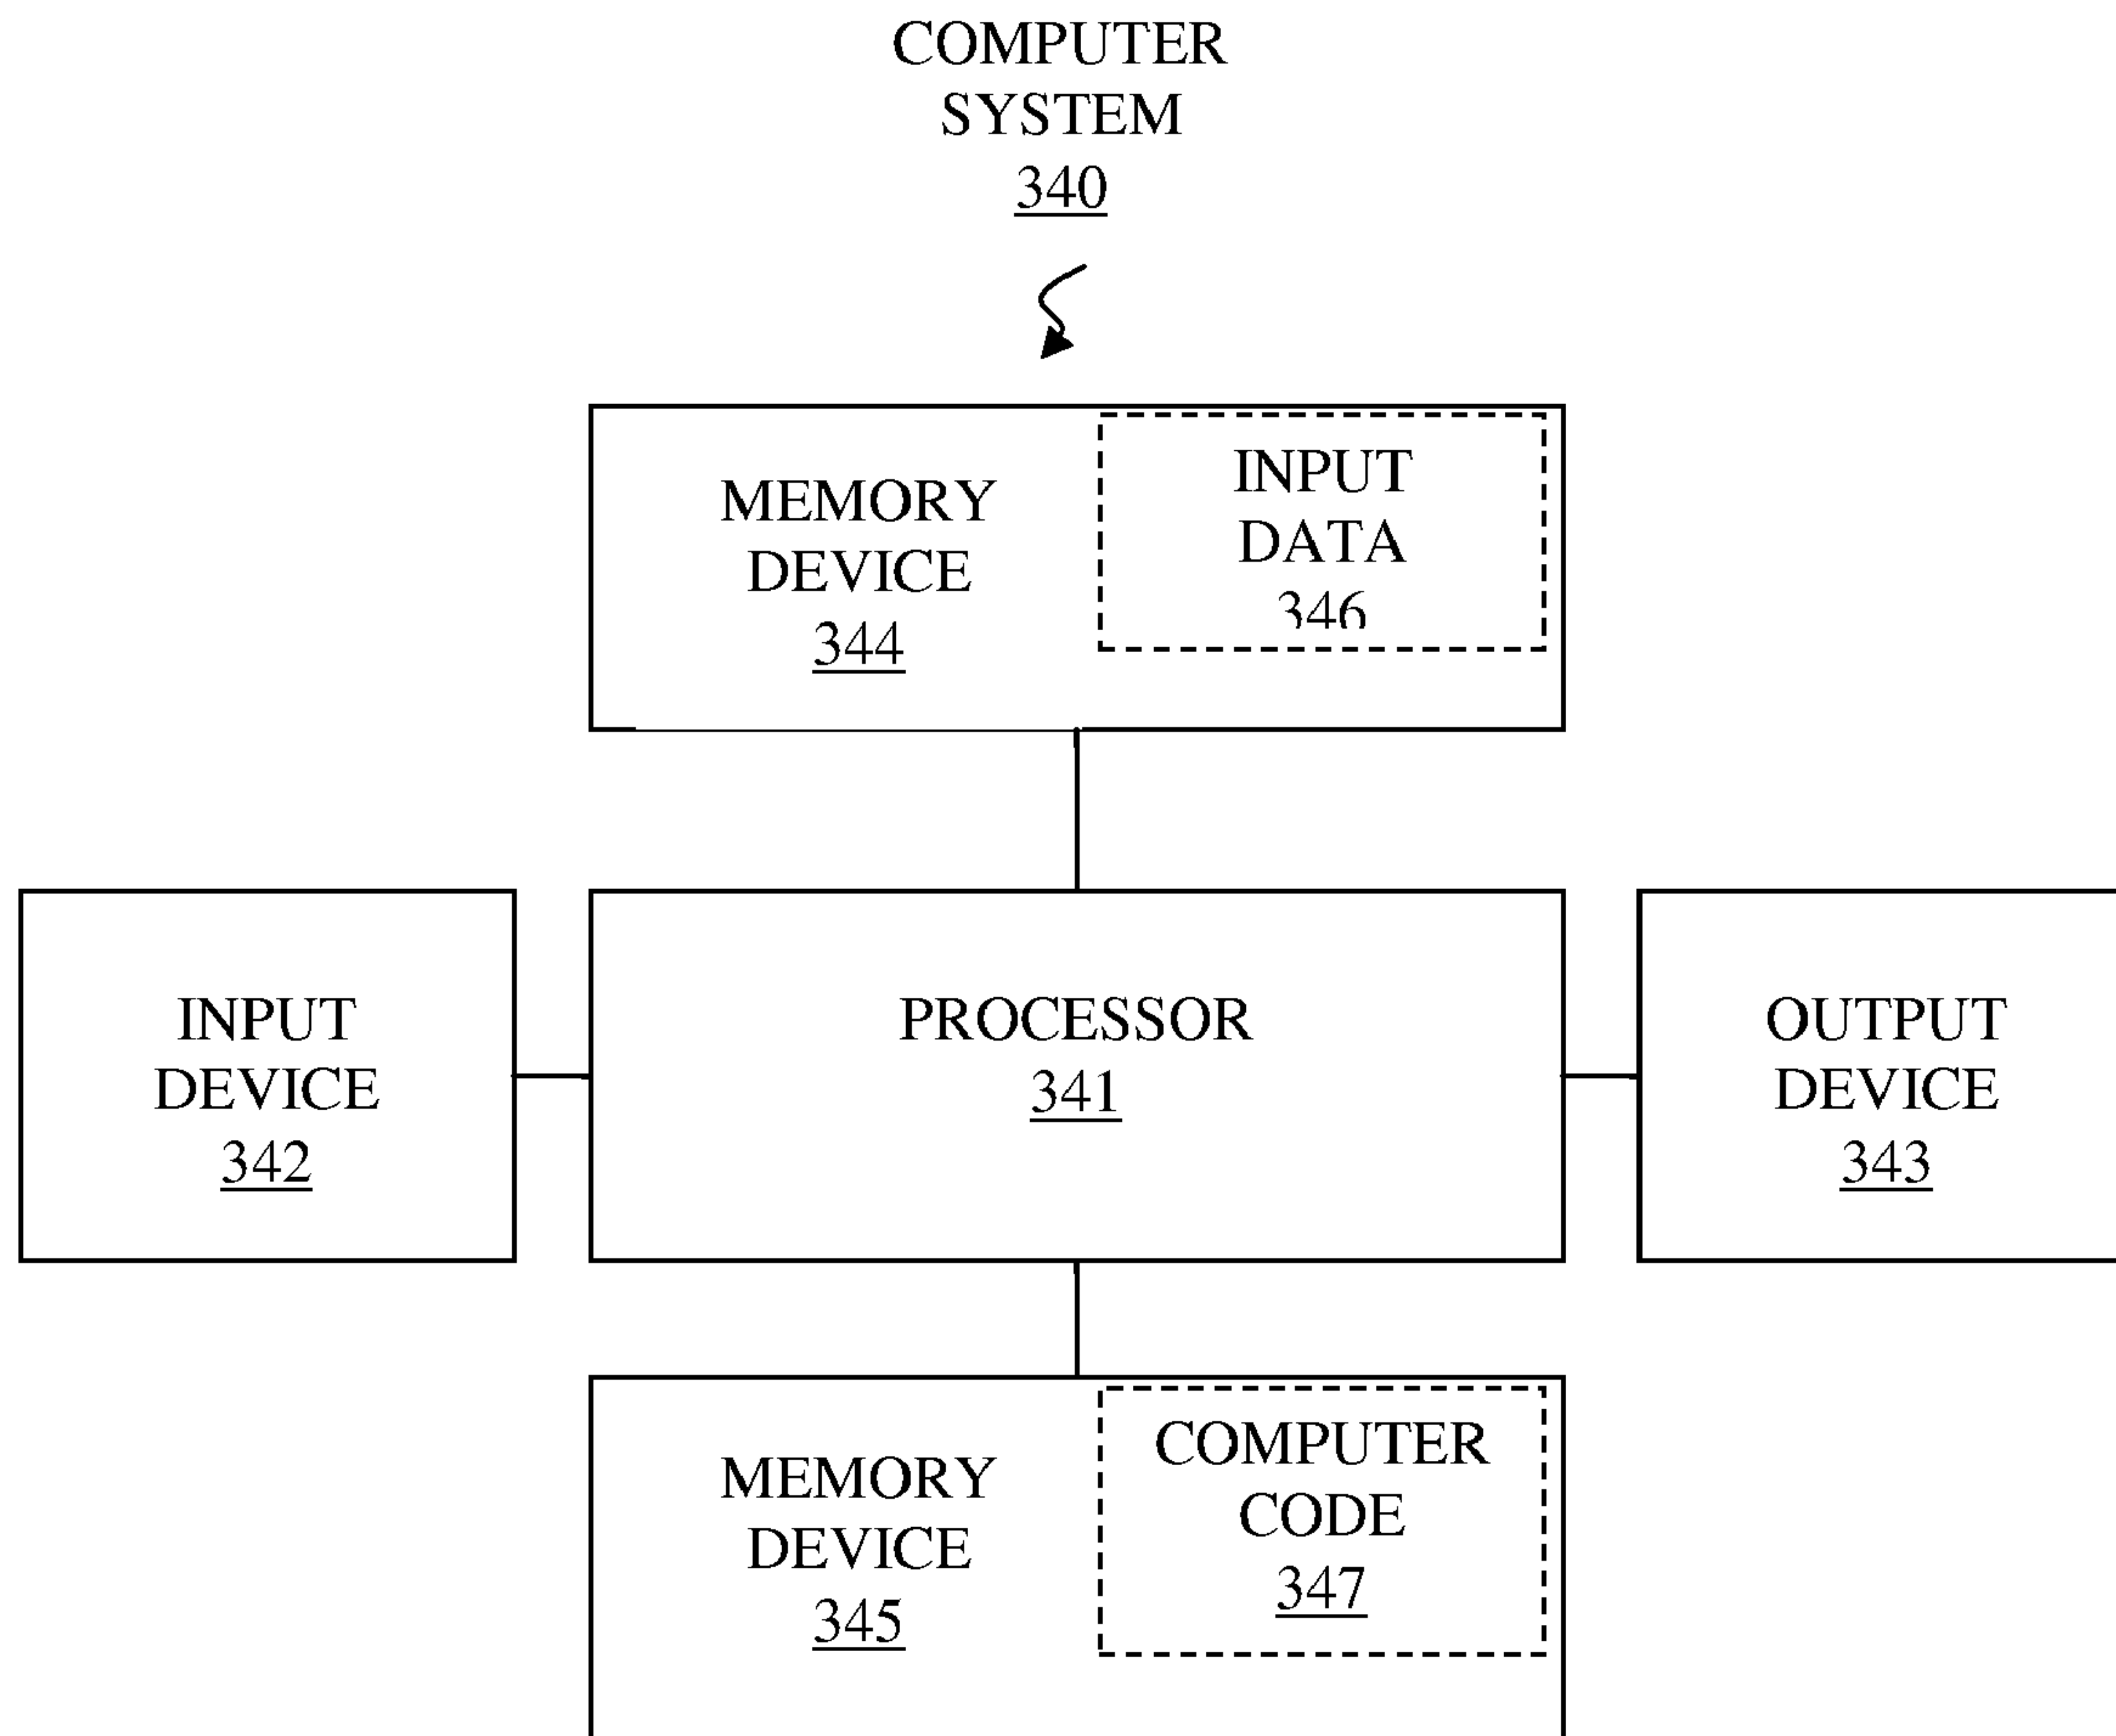 COMPUTER
SYSTEM
340
MEMORY
DEVICE
344
INPUT
DATA
346
INPUT
DEVICE
342
PROCESSOR
341
OUTPUT
DEVICE
343
MEMORY
DEVICE
345
COMPUTER
CODE
347